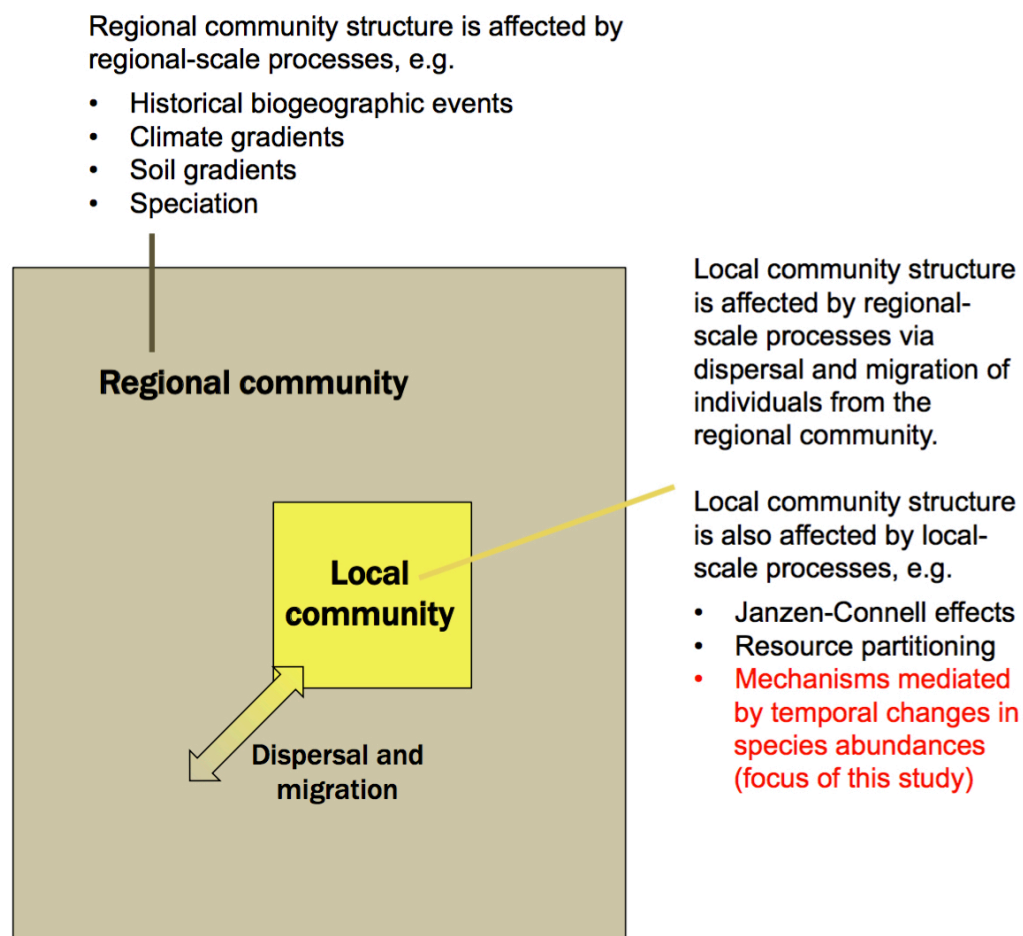 Regional community structure is affected by
regional-scale processes, e.g.
• Historical biogeographic events
• Climate gradients
• Soil gradients
• Speciation
Regional community
Local
community
Dispersal and
migration
Local community structure
is affected by regional-
scale processes via
dispersal and migration of
individuals from the
regional community.
Local community structure
is also affected by local-
scale processes, e.g.
• Janzen-Connell effects
• Resource partitioning
• Mechanisms mediated
by temporal changes in
species abundances
(focus of this study)